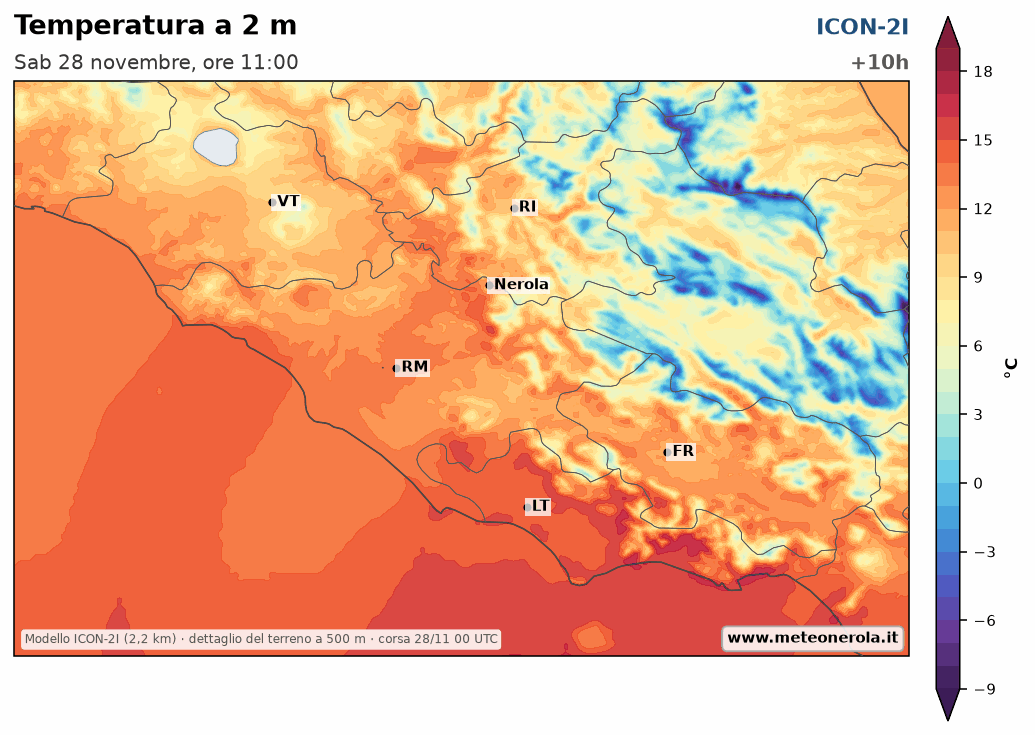 Temperatura a 2 m
ICON-2I
Sab 28 novembre, ore 11:00
+10h
VT
RI
Nerola
RM
FR
LT
18
15
12
9
6
3
0
−3
−6
−9
°C
Modello ICON-2I (2,2 km) · dettaglio del terreno a 500 m · corsa 28/11 00 UTC
www.meteonerola.it